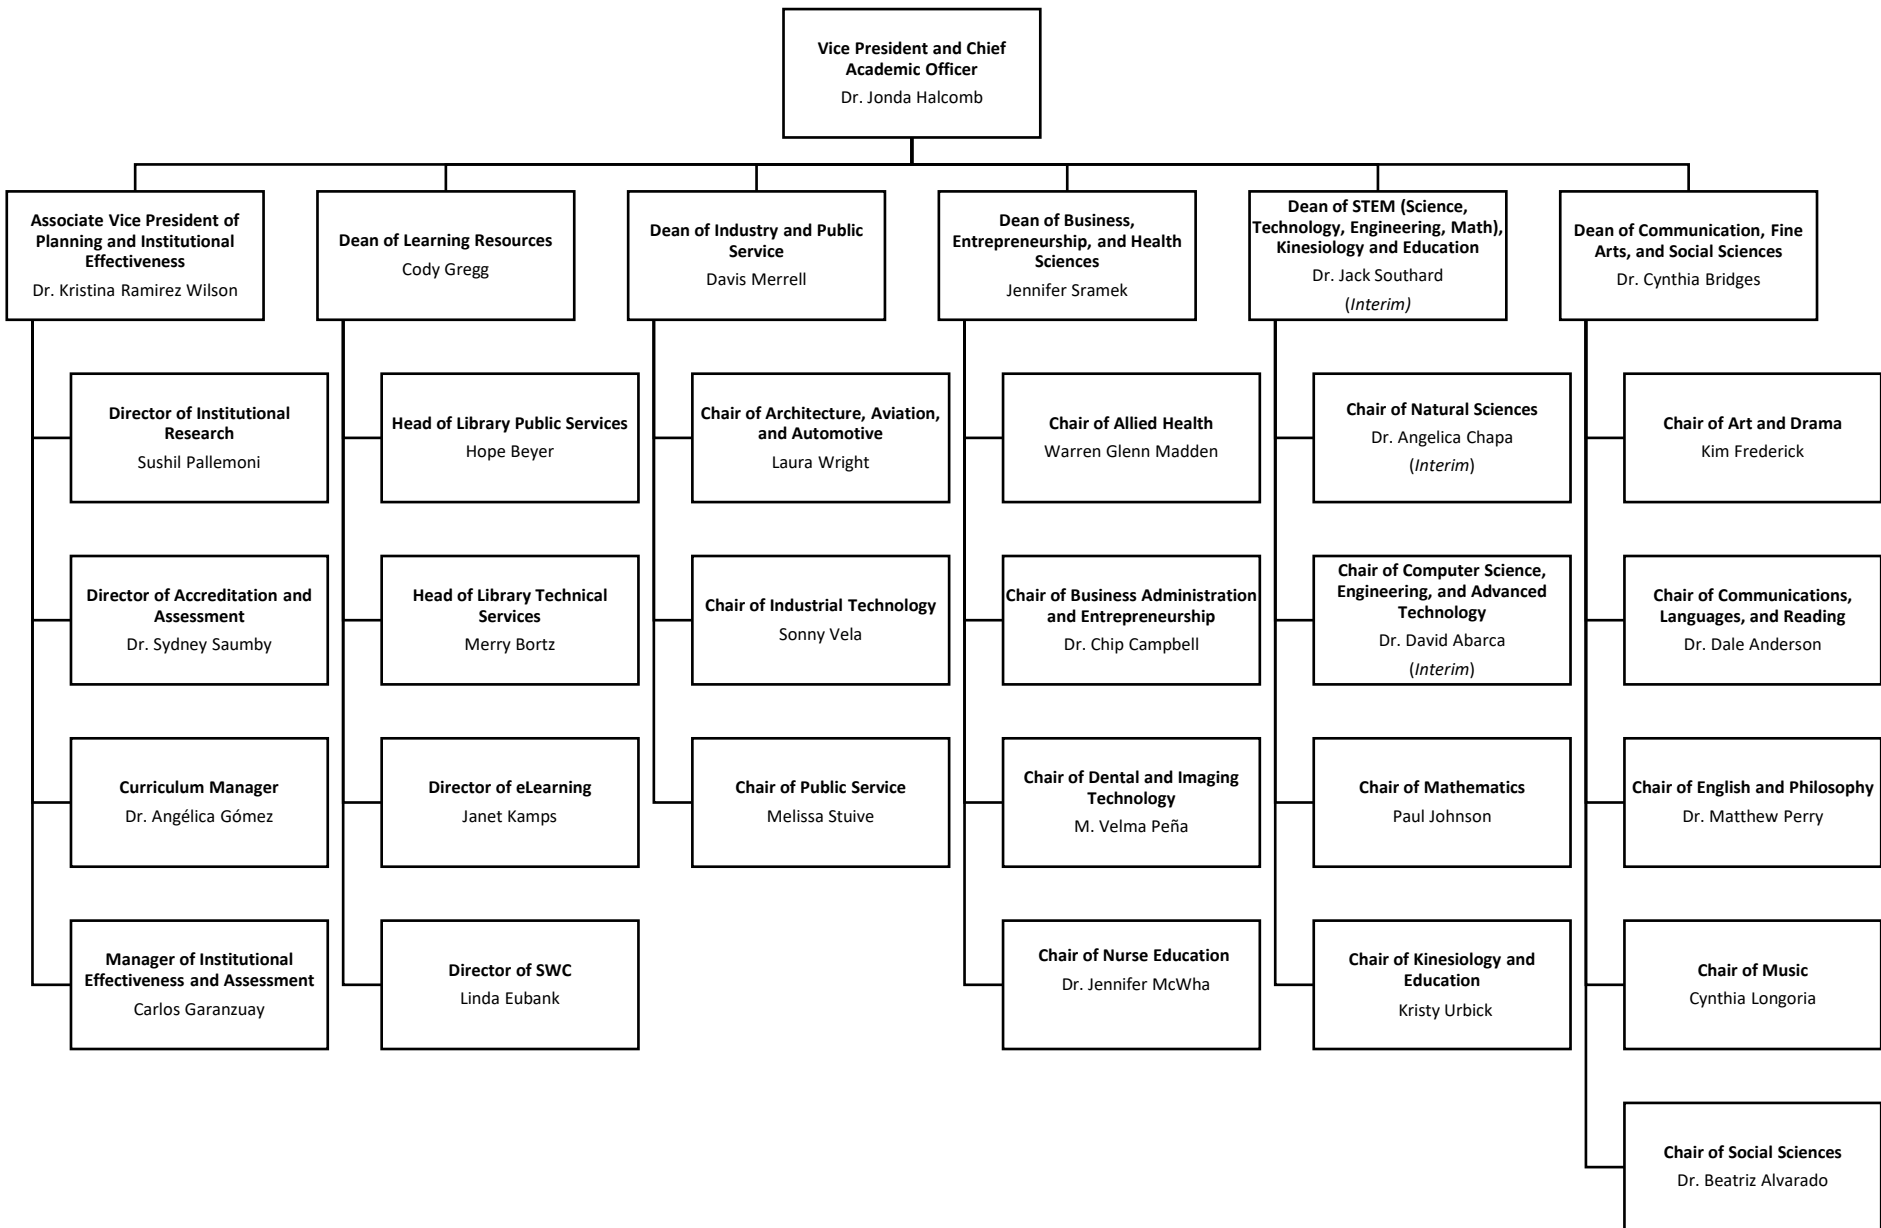 Vice President and Chief
Academic Officer
Dr. Jonda Halcomb
Associate Vice President of
Planning and Institutional
Effectiveness
Dr. Kristina Ramirez Wilson
Director of Institutional
Research
Sushil Pallemoni
Director of Accreditation and
Assessment
Dr. Sydney Saumby
Curriculum Manager
Dr. Angélica Gómez
Manager of Institutional
Effectiveness and Assessment
Carlos Garanzuay
Dean of Learning Resources
Cody Gregg
Head of Library Public Services
Hope Beyer
Head of Library Technical
Services
Merry Bortz
Director of eLearning
Janet Kamps
Director of SWC
Linda Eubank
Dean of Industry and Public
Service
Davis Merrell
Chair of Architecture, Aviation,
and Automotive
Laura Wright
Chair of Industrial Technology
Sonny Vela
Chair of Public Service
Melissa Stuive
Dean of Business,
Entrepreneurship, and Health
Sciences
Jennifer Sramek
Chair of Allied Health
Warren Glenn Madden
Chair of Business Administration
and Entrepreneurship
Dr. Chip Campbell
Chair of Dental and Imaging
Technology
M. Velma Peña
Chair of Nurse Education
Dr. Jennifer McWha
Dean of STEM (Science,
Technology, Engineering, Math),
Kinesiology and Education
Dr. Jack Southard
(Interim)
Chair of Natural Sciences
Dr. Angelica Chapa
(Interim)
Chair of Computer Science,
Engineering, and Advanced
Technology
Dr. David Abarca
(Interim)
Chair of Mathematics
Paul Johnson
Chair of Kinesiology and
Education
Kristy Urbick
Dean of Communication, Fine
Arts, and Social Sciences
Dr. Cynthia Bridges
Chair of Art and Drama
Kim Frederick
Chair of Communications,
Languages, and Reading
Dr. Dale Anderson
Chair of English and Philosophy
Dr. Matthew Perry
Chair of Music
Cynthia Longoria
Chair of Social Sciences
Dr. Beatriz Alvarado